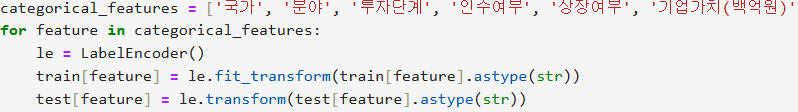 categorical_features = ['국가', '분야', '투자단계', '인수여부', '상장여부', '기업가치(백억원)'
for feature in categorical_features:
    le = LabelEncoder()
    train[feature] = le.fit_transform(train[feature].astype(str))
    test[feature] = le.transform(test[feature].astype(str))